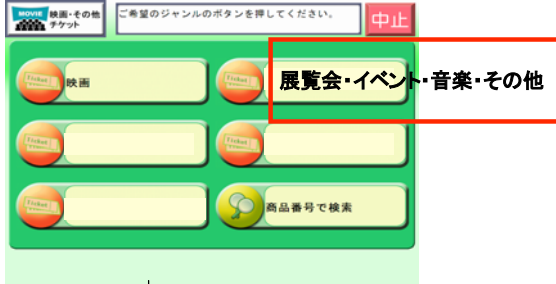 MOVIE 映画・その他
チケット
ご希望のジャンルのボタンを押してください。
中止
Ticket
映画
Ticket
展覧会・イベント・音楽・その他
Ticket
Ticket
Ticket
商品番号で検索